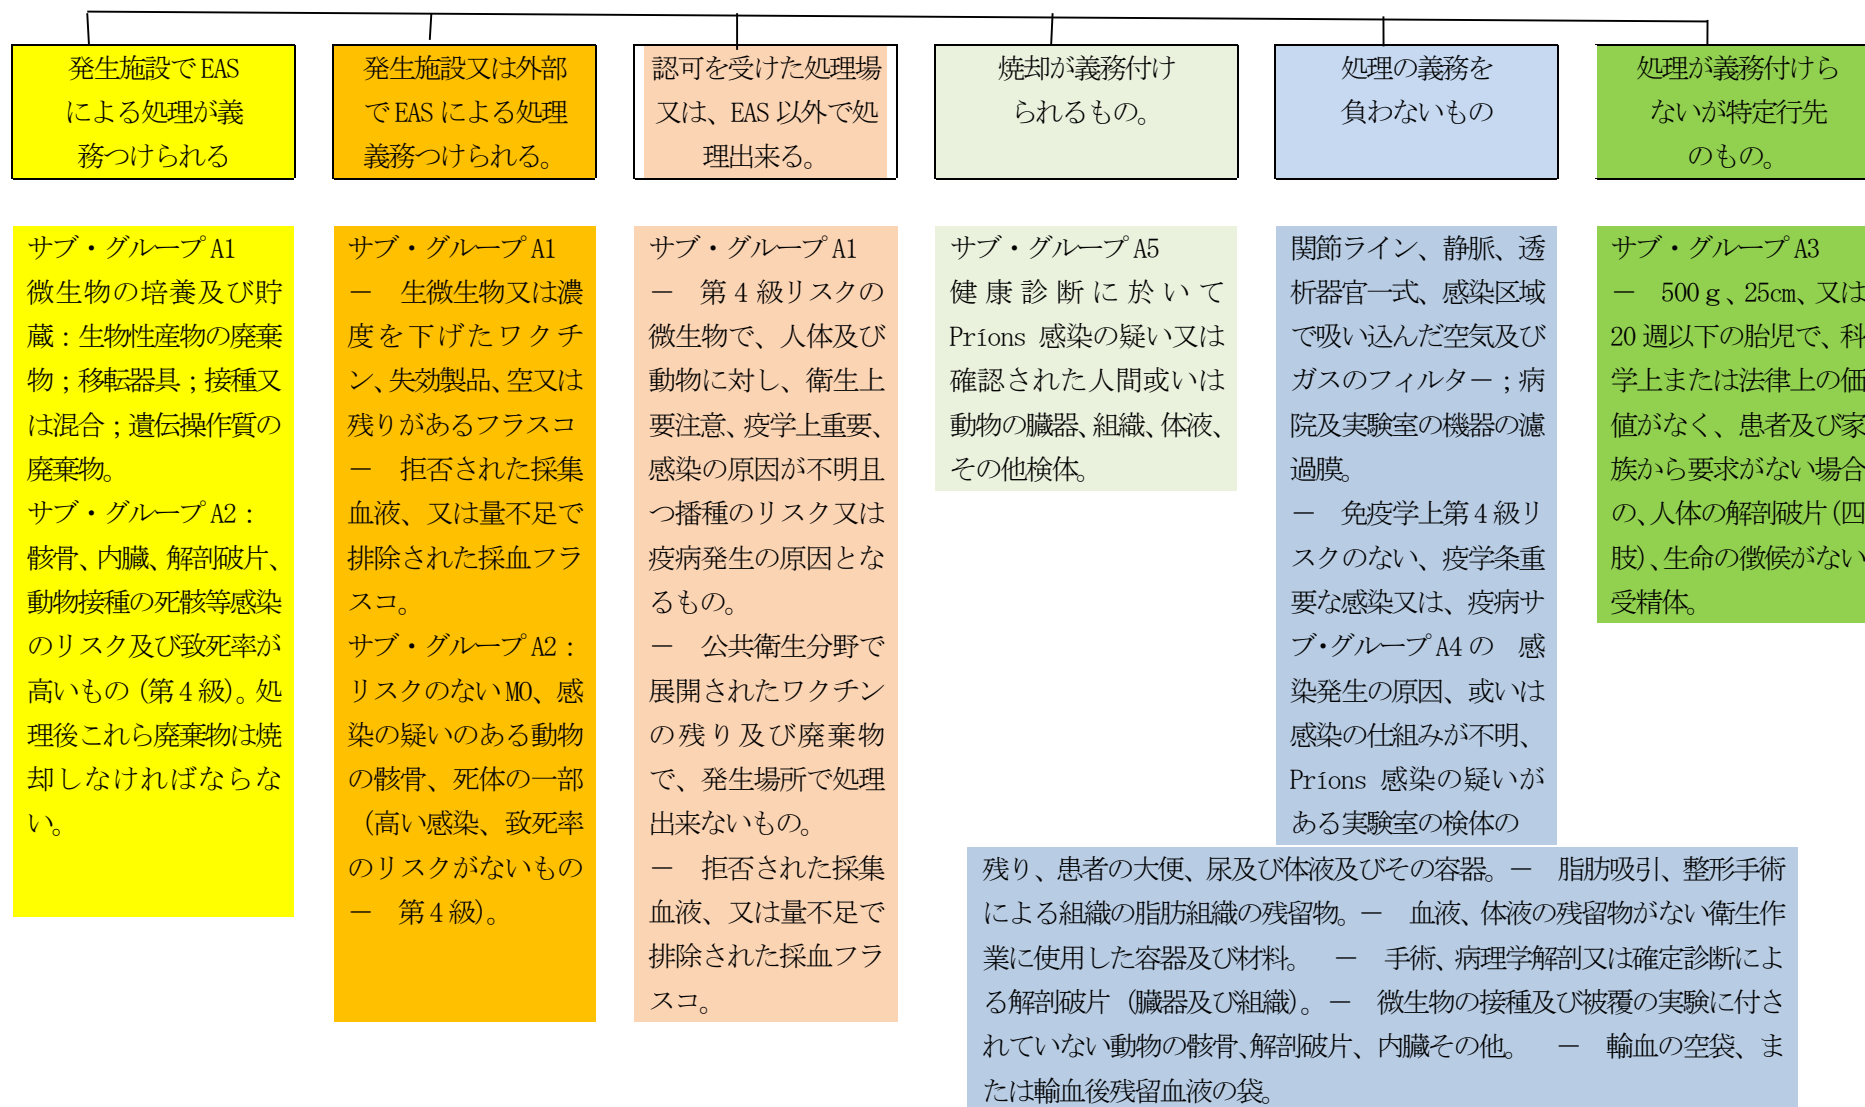 発生施設でEAS
による処理が義
務つけられる
発生施設又は外部
でEASによる処理
義務つけられる。
認可を受けた処理場
又は、EAS以外で処
理出来る。
焼却が義務付け
られるもの。
処理の義務を
負わないもの
処理が義務付けら
ないが特定行先
のもの。
サブ・グループA1
微生物の培養及び貯
蔵：生物性産物の廃棄
物；移転器具；接種又
は混合；遺伝操作質の
廃棄物。
サブ・グループA2：
骸骨、内臓、解剖破片、
動物接種の死骸等感染
のリスク及び致死率が
高いもの（第4級）。処
理後これら廃棄物は焼
却しなければならな
い。
サブ・グループA1
－　生微生物又は濃
度を下げたワクチ
ン、失効製品、空又は
残りがあるフラスコ
－　拒否された採集
血液、又は量不足で
排除された採血フラ
スコ。
サブ・グループA2：
リスクのないMO、感
染の疑いのある動物
の骸骨、死体の一部
（高い感染、致死率
のリスクがないもの
－　第4級）。
サブ・グループA1
－　第4級リスクの
微生物で、人体及び
動物に対し、衛生上
要注意、疫学上重要、
感染の原因が不明且
つ播種のリスク又は
疫病発生の原因とな
るもの。
－　公共衛生分野で
展開されたワクチン
の残り及び廃棄物
で、発生場所で処理
出来ないもの。
－　拒否された採集
血液、又は量不足で
排除された採血フラ
スコ。
サブ・グループA5
健康診断に於いて
Príons 感染の疑い又は
確認された人間或いは
動物の臓器、組織、体液、
その他検体。
関節ライン、静脈、透
析器官一式、感染区域
で吸い込んだ空気及び
ガスのフィルター；病
院及実験室の機器の濾
過膜。
－　免疫学上第4級リ
スクのない、疫学条重
要な感染又は、疫病サ
ブ・グループA4の　感
染発生の原因、或いは
感染の仕組みが不明、
Príons 感染の疑いが
ある実験室の検体の
残り、患者の大便、尿及び体液及びその容器。－　脂肪吸引、整形手術
による組織の脂肪組織の残留物。－　血液、体液の残留物がない衛生作
業に使用した容器及び材料。　－　手術、病理学解剖又は確定診断によ
る解剖破片（臓器及び組織）。－　微生物の接種及び被覆の実験に付さ
れていない動物の骸骨、解剖破片、内臓その他。　－　輸血の空袋、ま
たは輸血後残留血液の袋。
サブ・グループA3
－　500ｇ、25cm、又は
20週以下の胎児で、科
学上または法律上の価
値がなく、患者及び家
族から要求がない場合
の、人体の解剖破片(四
肢)、生命の徴候がない
受精体。